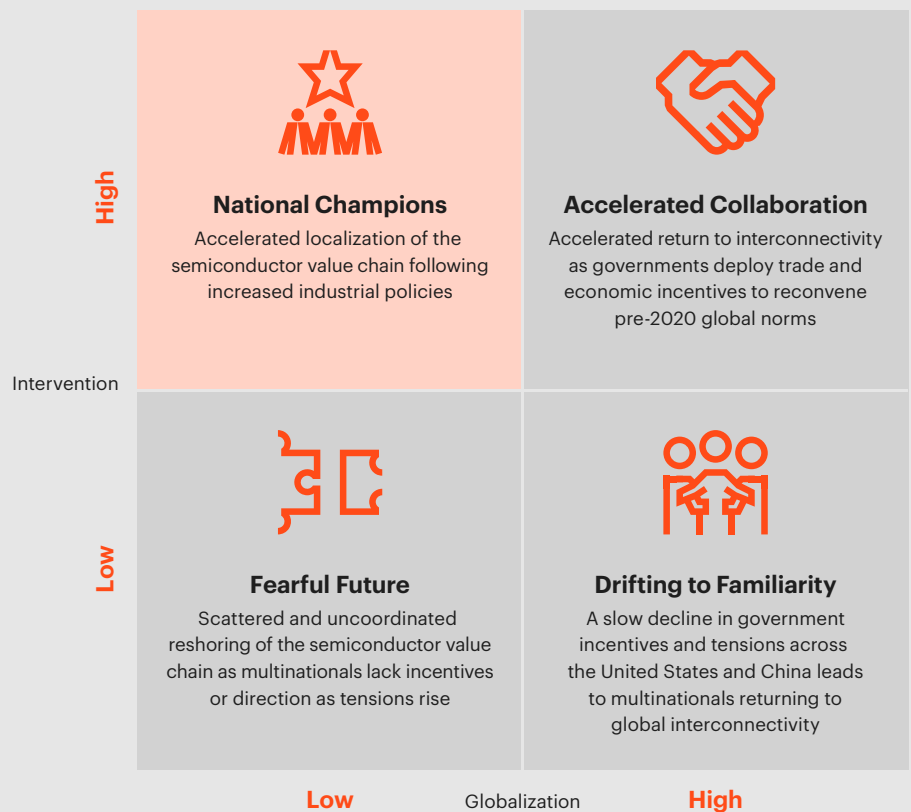 High
National Champions
Accelerated localization of the
semiconductor value chain following
increased industrial policies
Accelerated Collaboration
Accelerated return to interconnectivity
as governments deploy trade and
economic incentives to reconvene
pre-2020 global norms
Intervention
Low
Fearful Future
Scattered and uncoordinated
reshoring of the semiconductor value
chain as multinationals lack incentives
or direction as tensions rise
Drifting to Familiarity
A slow decline in government
incentives and tensions across
the United States and China leads
to multinationals returning to
global interconnectivity
Low
Globalization
High